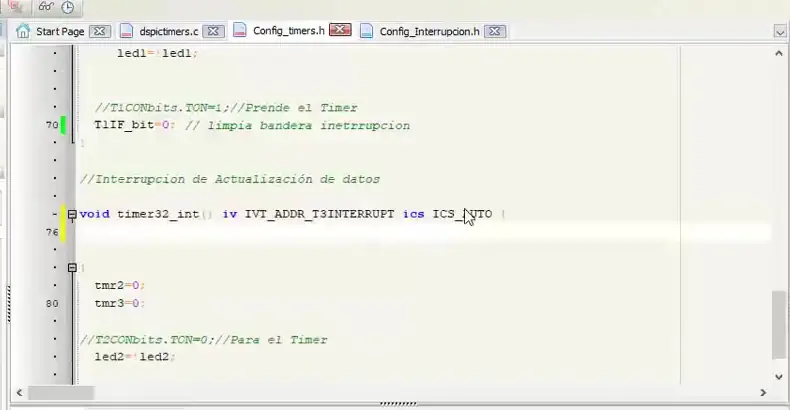 Start Page dspictimers.c Config_timers.h Config_Interrupcion.h
led1=!led1;
//T1CONbits.TON=1;//Prende el Timer
70 T1IF_bit=0; // limpia bandera inetrrupcion
}
//Interrupcion de Actualización de datos
void timer32_int() iv IVT_ADDR_T3INTERRUPT ics ICS_AUTO {
76
{
tmr2=0;
80 tmr3=0;
//T2CONbits.TON=0;//Para el Timer
led2=!led2;